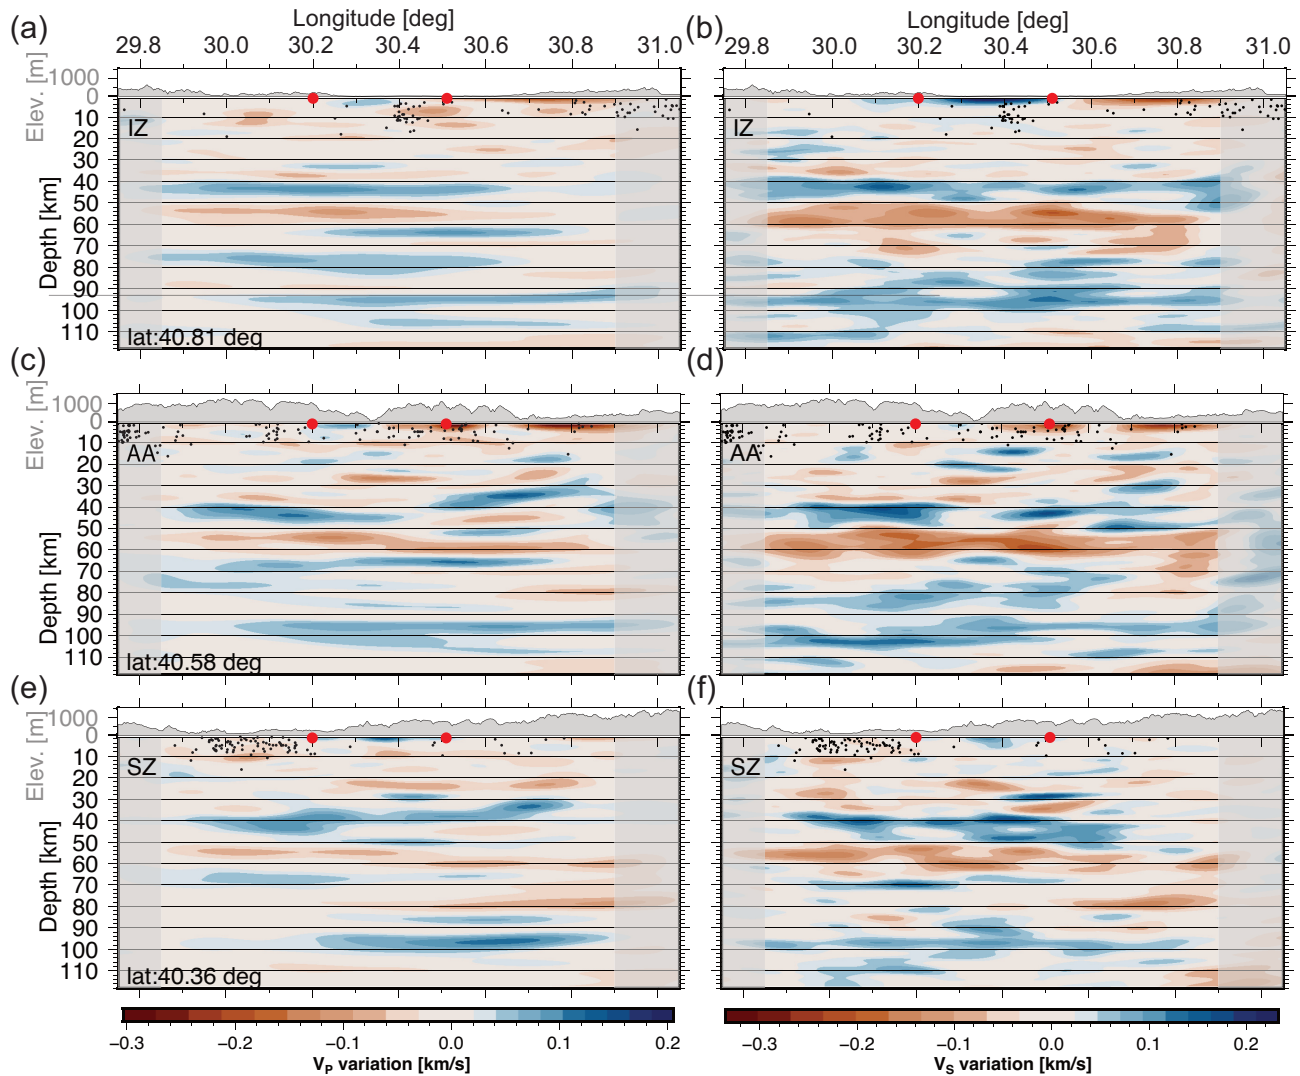 (a) Longitude [deg] (b) Longitude [deg]
29.8 30.0 30.2 30.4 30.6 30.8 31.0 29.8 30.0 30.2 30.4 30.6 30.8 31.0
Elev. [m]
1000
0
10
20
30
40
50
60
70
80
90
100
110
Depth [km]
IZ
lat:40.81 deg
IZ
(c) (d)
Elev. [m]
1000
0
10
20
30
40
50
60
70
80
90
100
110
Depth [km]
AA
lat:40.58 deg
AA
(e) (f)
Elev. [m]
1000
0
10
20
30
40
50
60
70
80
90
100
110
Depth [km]
SZ
lat:40.36 deg
SZ
−0.3 −0.2 −0.1 0.0 0.1 0.2
VP variation [km/s]
−0.3 −0.2 −0.1 0.0 0.1 0.2
VS variation [km/s]